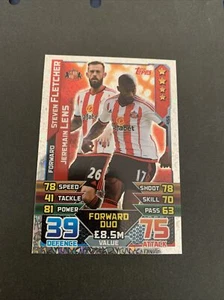 Topps
STEVEN FLETCHER
JEREMAIN LENS
FORWARD
26
17
78 SPEED
41 TACKLE
81 POWER
SHOOT 78
SKILL 70
PASS 63
FORWARD
DUO
£8.5M
VALUE
39
DEFENCE
75
ATTACK